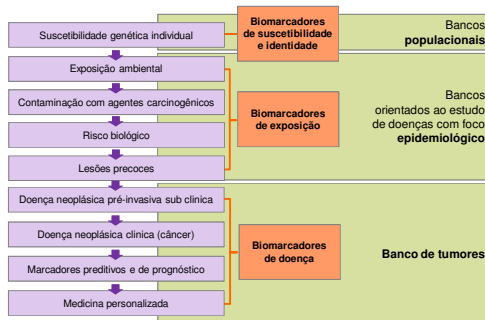 Suscetibilidade genética individual
Exposição ambiental
Contaminação com agentes carcinogênicos
Risco biológico
Lesões precoces
Doença neoplásica pré-invasiva sub clinica
Doença neoplásica clinica (câncer)
Marcadores preditivos e de prognóstico
Medicina personalizada
Biomarcadores
de suscetibilidade
e identidade
Biomarcadores
de exposição
Biomarcadores
de doença
Bancos
populacionais
Bancos
orientados ao estudo
de doenças com foco
epidemiológico
Banco de tumores